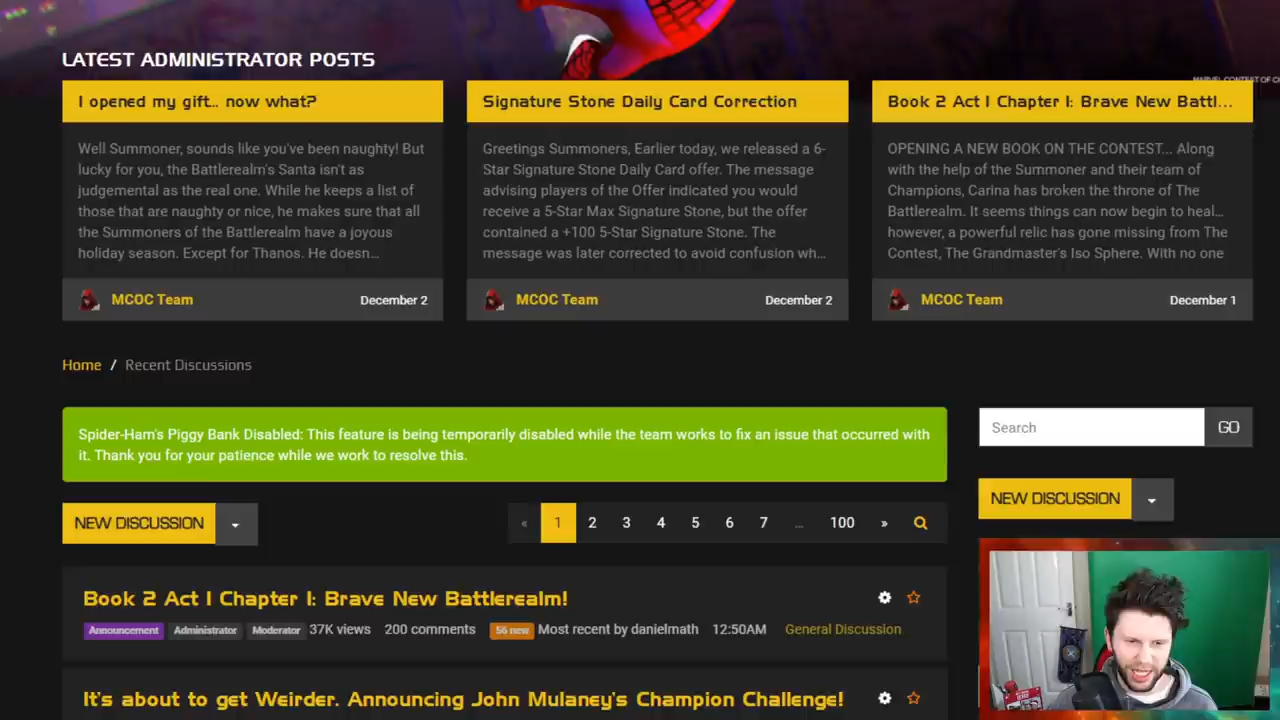 MARVEL CONTEST OF C
LATEST ADMINISTRATOR POSTS
I opened my gift... now what?
Well Summoner, sounds like you've been naughty! But
lucky for you, the Battlerealm's Santa isn't as
judgemental as the real one. While he keeps a list of
those that are naughty or nice, he makes sure that all
the Summoners of the Battlerealm have a joyous
holiday season. Except for Thanos. He doesn...
MCOC Team
December 2
Signature Stone Daily Card Correction
Greetings Summoners, Earlier today, we released a 6-
Star Signature Stone Daily Card offer. The message
advising players of the Offer indicated you would
receive a 5-Star Max Signature Stone, but the offer
contained a +100 5-Star Signature Stone. The
message was later corrected to avoid confusion wh...
MCOC Team
December 2
Book 2 Act 1 Chapter 1: Brave New Battl...
OPENING A NEW BOOK ON THE CONTEST... Along
with the help of the Summoner and their team of
Champions, Carina has broken the throne of The
Battlerealm. It seems things can now begin to heal...
however, a powerful relic has gone missing from The
Contest, The Grandmaster's Iso Sphere. With no one
MCOC Team
December 1
Home / Recent Discussions
Spider-Ham's Piggy Bank Disabled: This feature is being temporarily disabled while the team works to fix an issue that occurred with
it. Thank you for your patience while we work to resolve this.
Search
GO
NEW DISCUSSION
« 1 2 3 4 5 6 7 ... 100 »
NEW DISCUSSION
Book 2 Act 1 Chapter 1: Brave New Battlerealm!
Announcement Administrator Moderator 37K views 200 comments 56 new Most recent by danielmath 12:50AM General Discussion
It's about to get Weirder. Announcing John Mulaney's Champion Challenge!